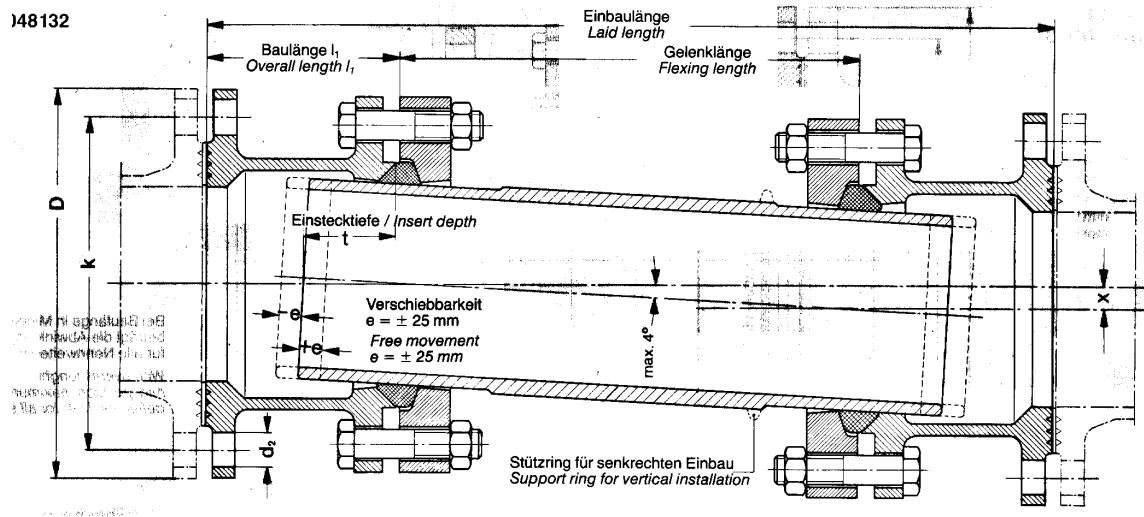 048132
Einbaulänge
Laid length
Baulänge l₁
Overall length l₁
Gelenklänge
Flexing length
D
k
Einstecktiefe / Insert depth
t
Verschiebbarkeit
e = ± 25 mm
Free movement
e = ± 25 mm
-e
+e
max. 4°
x
d₂
Stützring für senkrechten Einbau
Support ring for vertical installation